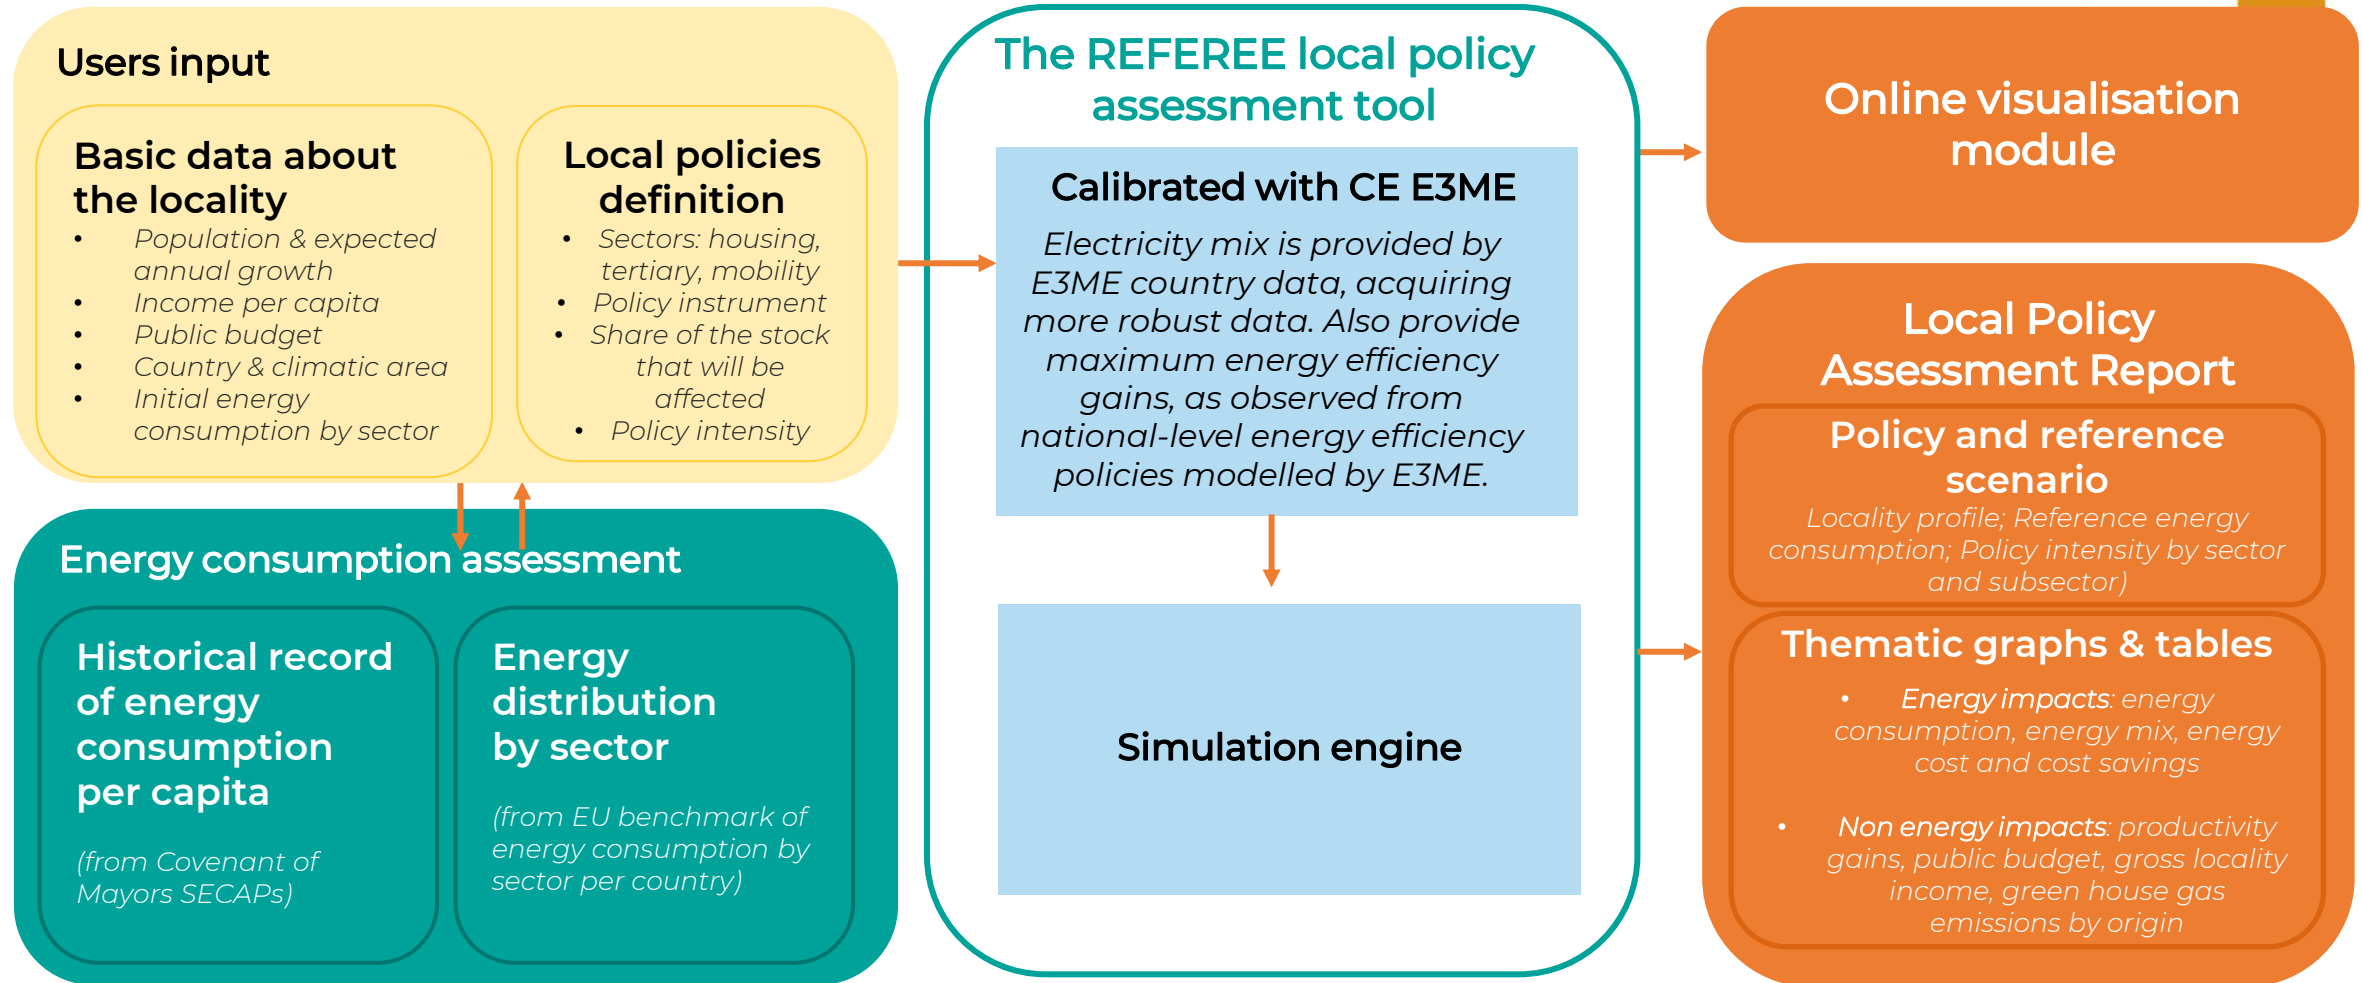 Users input
Basic data about
the locality
• Population & expected
annual growth
• Income per capita
• Public budget
• Country & climatic area
• Initial energy
consumption by sector
Local policies
definition
• Sectors: housing,
tertiary, mobility
• Policy instrument
• Share of the stock
that will be
affected
• Policy intensity
Energy consumption assessment
Historical record
of energy
consumption
per capita
(from Covenant of
Mayors SECAPs)
Energy
distribution
by sector
(from EU benchmark of
energy consumption by
sector per country)
The REFEREE local policy
assessment tool
Calibrated with CE E3ME
Electricity mix is provided by
E3ME country data, acquiring
more robust data. Also provide
maximum energy efficiency
gains, as observed from
national-level energy efficiency
policies modelled by E3ME.
Simulation engine
Online visualisation
module
Local Policy
Assessment Report
Policy and reference
scenario
Locality profile; Reference energy
consumption; Policy intensity by sector
and subsector)
Thematic graphs & tables
• Energy impacts: energy
consumption, energy mix, energy
cost and cost savings
• Non energy impacts: productivity
gains, public budget, gross locality
income, green house gas
emissions by origin